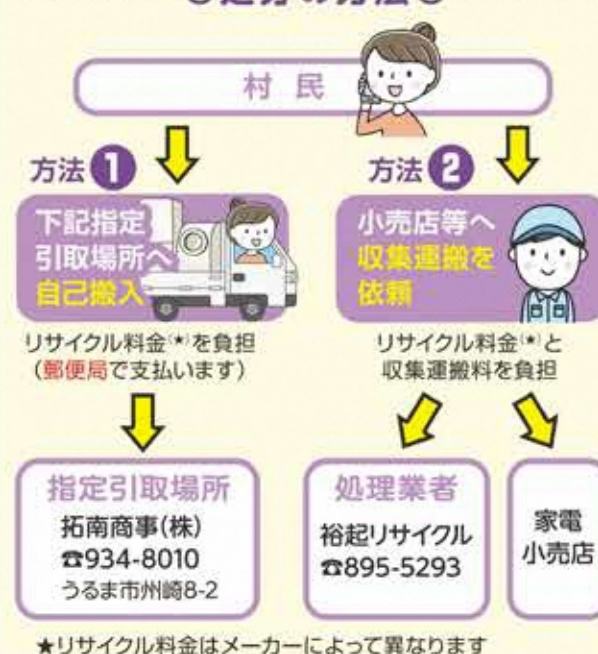 村 民
方法1
下記指定
引取場所へ
自己搬入
リサイクル料金(★)を負担
(郵便局で支払います)
指定引取場所
拓南商事(株)
☎934-8010
うるま市州崎8-2
方法2
小売店等へ
収集運搬を
依頼
リサイクル料金(★)と
収集運搬料を負担
処理業者
裕起リサイクル
☎895-5293
家電
小売店
★リサイクル料金はメーカーによって異なります